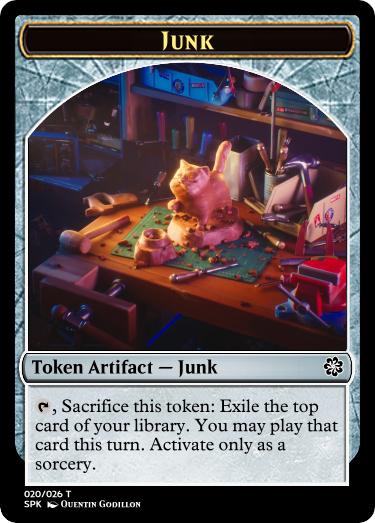 Junk
Token Artifact — Junk
, Sacrifice this token: Exile the top
card of your library. You may play that
card this turn. Activate only as a
sorcery.
020/026 T
SPK Quentin Godillon